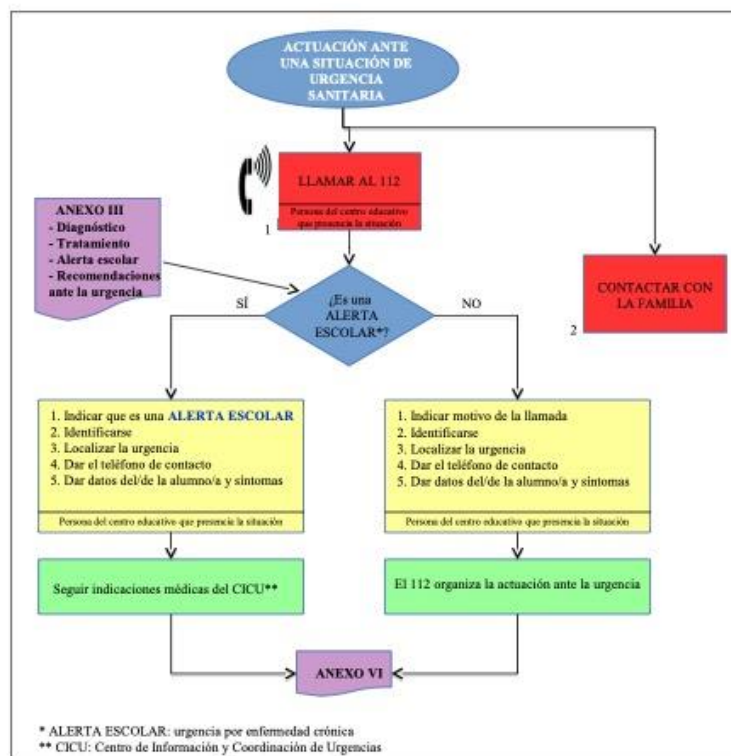 ACTUACIÓN ANTE
UNA SITUACIÓN DE
URGENCIA
SANITARIA
LLAMAR AL 112
Persona del centro educativo
que presencia la situación
1
ANEXO III
- Diagnóstico
- Tratamiento
- Alerta escolar
- Recomendaciones
ante la urgencia
CONTACTAR CON
LA FAMILIA
2
¿Es una
ALERTA
ESCOLAR*?
SÍ
NO
1. Indicar que es una ALERTA ESCOLAR
2. Identificarse
3. Localizar la urgencia
4. Dar el teléfono de contacto
5. Dar datos del/de la alumno/a y síntomas
Persona del centro educativo que presencia la situación
1. Indicar motivo de la llamada
2. Identificarse
3. Localizar la urgencia
4. Dar el teléfono de contacto
5. Dar datos del/de la alumno/a y síntomas
Persona del centro educativo que presencia la situación
Seguir indicaciones médicas del CICU**
El 112 organiza la actuación ante la urgencia
ANEXO VI
* ALERTA ESCOLAR: urgencia por enfermedad crónica
** CICU: Centro de Información y Coordinación de Urgencias